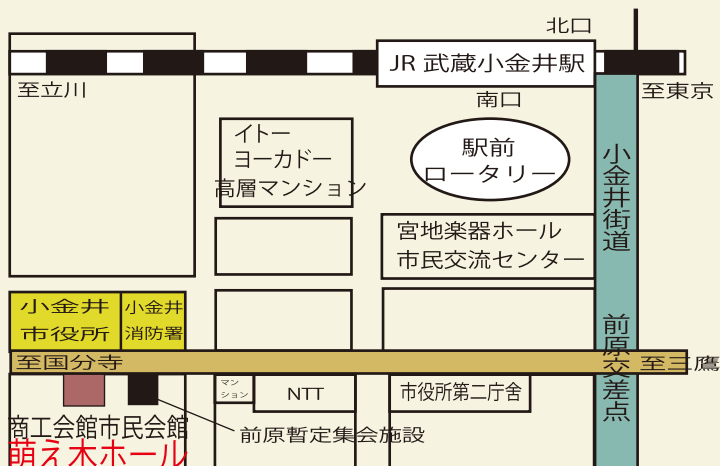 北口
JR 武蔵小金井駅
至立川
至東京
南口
イトー
ヨーカドー
高層マンション
駅前
ロータリー
小金井街道
宮地楽器ホール
市民交流センター
小金井
市役所
小金井
消防署
前原交差点
至国分寺
至三鷹
マン
ション
NTT
市役所第二庁舎
商工会館市民会館
萌え木ホール
前原暫定集会施設